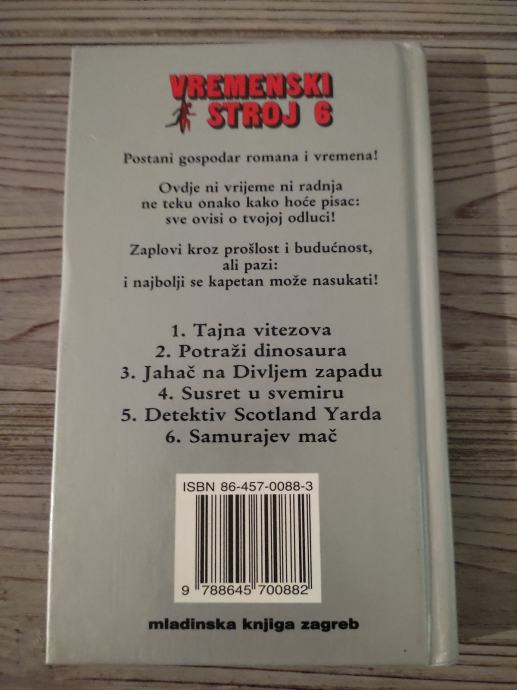 VREMENSKI
STROJ 6
Postani gospodar romana i vremena!
Ovdje ni vrijeme ni radnja
ne teku onako kako hoće pisac:
sve ovisi o tvojoj odluci!
Zaplovi kroz prošlost i budućnost,
ali pazi:
i najbolji se kapetan može nasukati!
1. Tajna vitezova
2. Potraži dinosaura
3. Jahač na Divljem zapadu
4. Susret u svemiru
5. Detektiv Scotland Yarda
6. Samurajev mač
ISBN 86-457-0088-3
9 788645 700882
mladinska knjiga zagreb